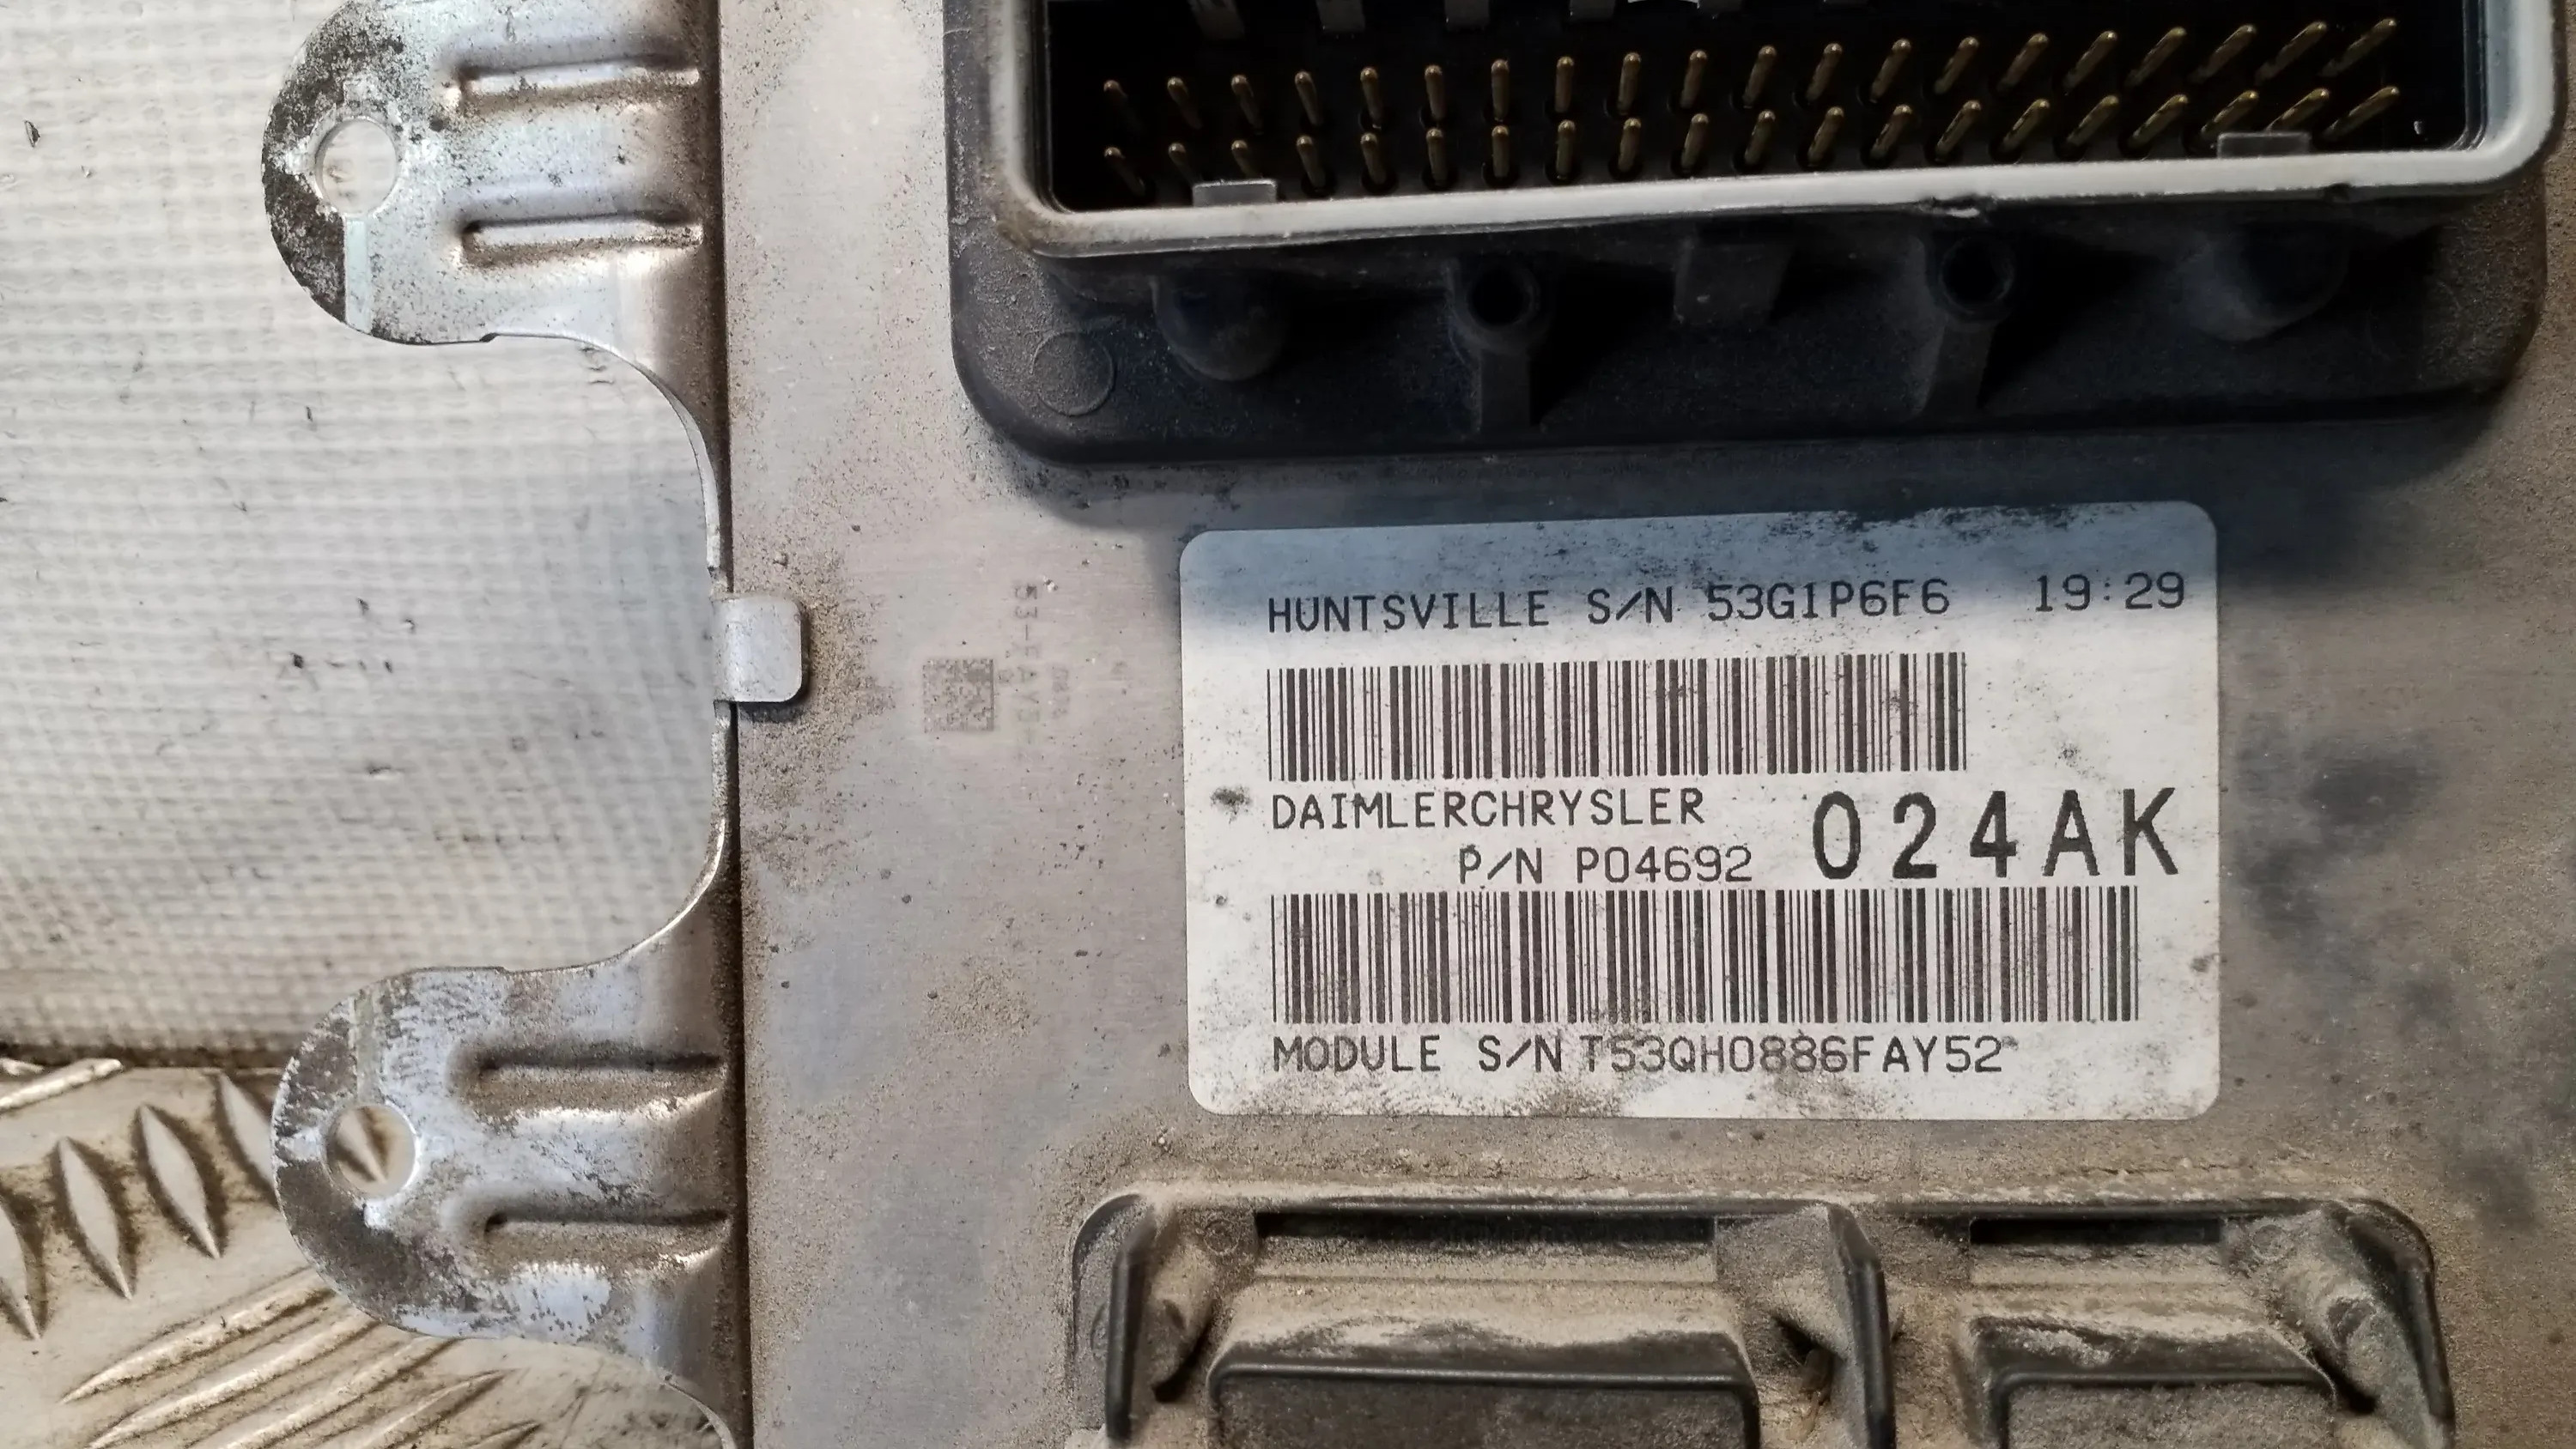 HUNTSVILLE S/N 53G1P6F6 19:29
DAIMLERCHRYSLER
P/N P04692 024AK
MODULE S/N T53QH0886FAY52